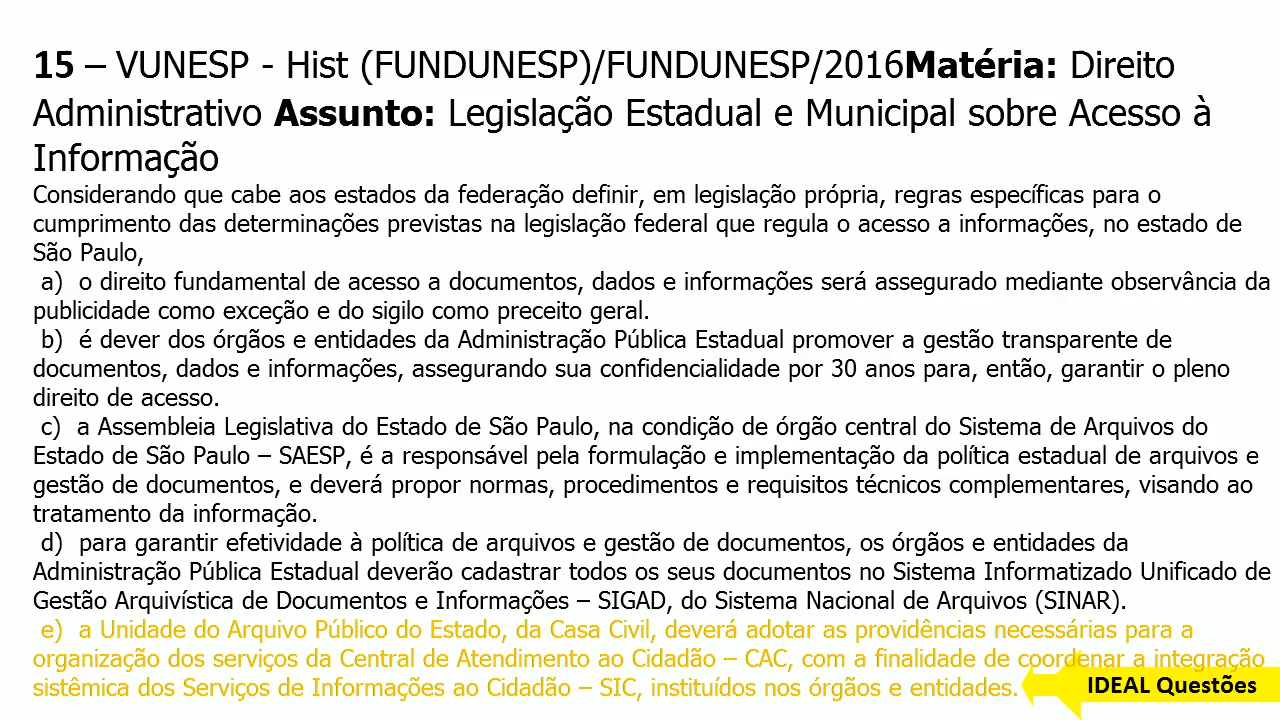 15 – VUNESP - Hist (FUNDUNESP)/FUNDUNESP/2016Matéria: Direito
Administrativo Assunto: Legislação Estadual e Municipal sobre Acesso à
Informação
Considerando que cabe aos estados da federação definir, em legislação própria, regras específicas para o
cumprimento das determinações previstas na legislação federal que regula o acesso a informações, no estado de
São Paulo,
a) o direito fundamental de acesso a documentos, dados e informações será assegurado mediante observância da
publicidade como exceção e do sigilo como preceito geral.
b) é dever dos órgãos e entidades da Administração Pública Estadual promover a gestão transparente de
documentos, dados e informações, assegurando sua confidencialidade por 30 anos para, então, garantir o pleno
direito de acesso.
c) a Assembleia Legislativa do Estado de São Paulo, na condição de órgão central do Sistema de Arquivos do
Estado de São Paulo – SAESP, é a responsável pela formulação e implementação da política estadual de arquivos e
gestão de documentos, e deverá propor normas, procedimentos e requisitos técnicos complementares, visando ao
tratamento da informação.
d) para garantir efetividade à política de arquivos e gestão de documentos, os órgãos e entidades da
Administração Pública Estadual deverão cadastrar todos os seus documentos no Sistema Informatizado Unificado de
Gestão Arquivística de Documentos e Informações – SIGAD, do Sistema Nacional de Arquivos (SINAR).
e) a Unidade do Arquivo Público do Estado, da Casa Civil, deverá adotar as providências necessárias para a
organização dos serviços da Central de Atendimento ao Cidadão – CAC, com a finalidade de coordenar a integração
sistêmica dos Serviços de Informações ao Cidadão – SIC, instituídos nos órgãos e entidades.
IDEAL Questões